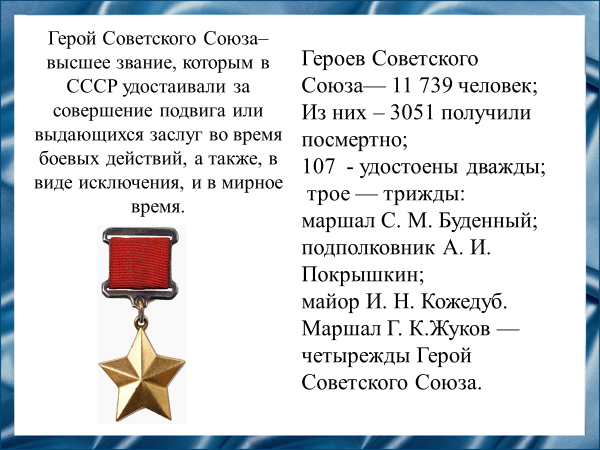 Герой Советского Союза–
высшее звание, которым в
СССР удостаивали за
совершение подвига или
выдающихся заслуг во время
боевых действий, а также, в
виде исключения, и в мирное
время.
Героев Советского
Союза— 11 739 человек;
Из них – 3051 получили
посмертно;
107 - удостоены дважды;
трое — трижды:
маршал С. М. Буденный;
подполковник А. И.
Покрышкин;
майор И. Н. Кожедуб.
Маршал Г. К.Жуков —
четырежды Герой
Советского Союза.